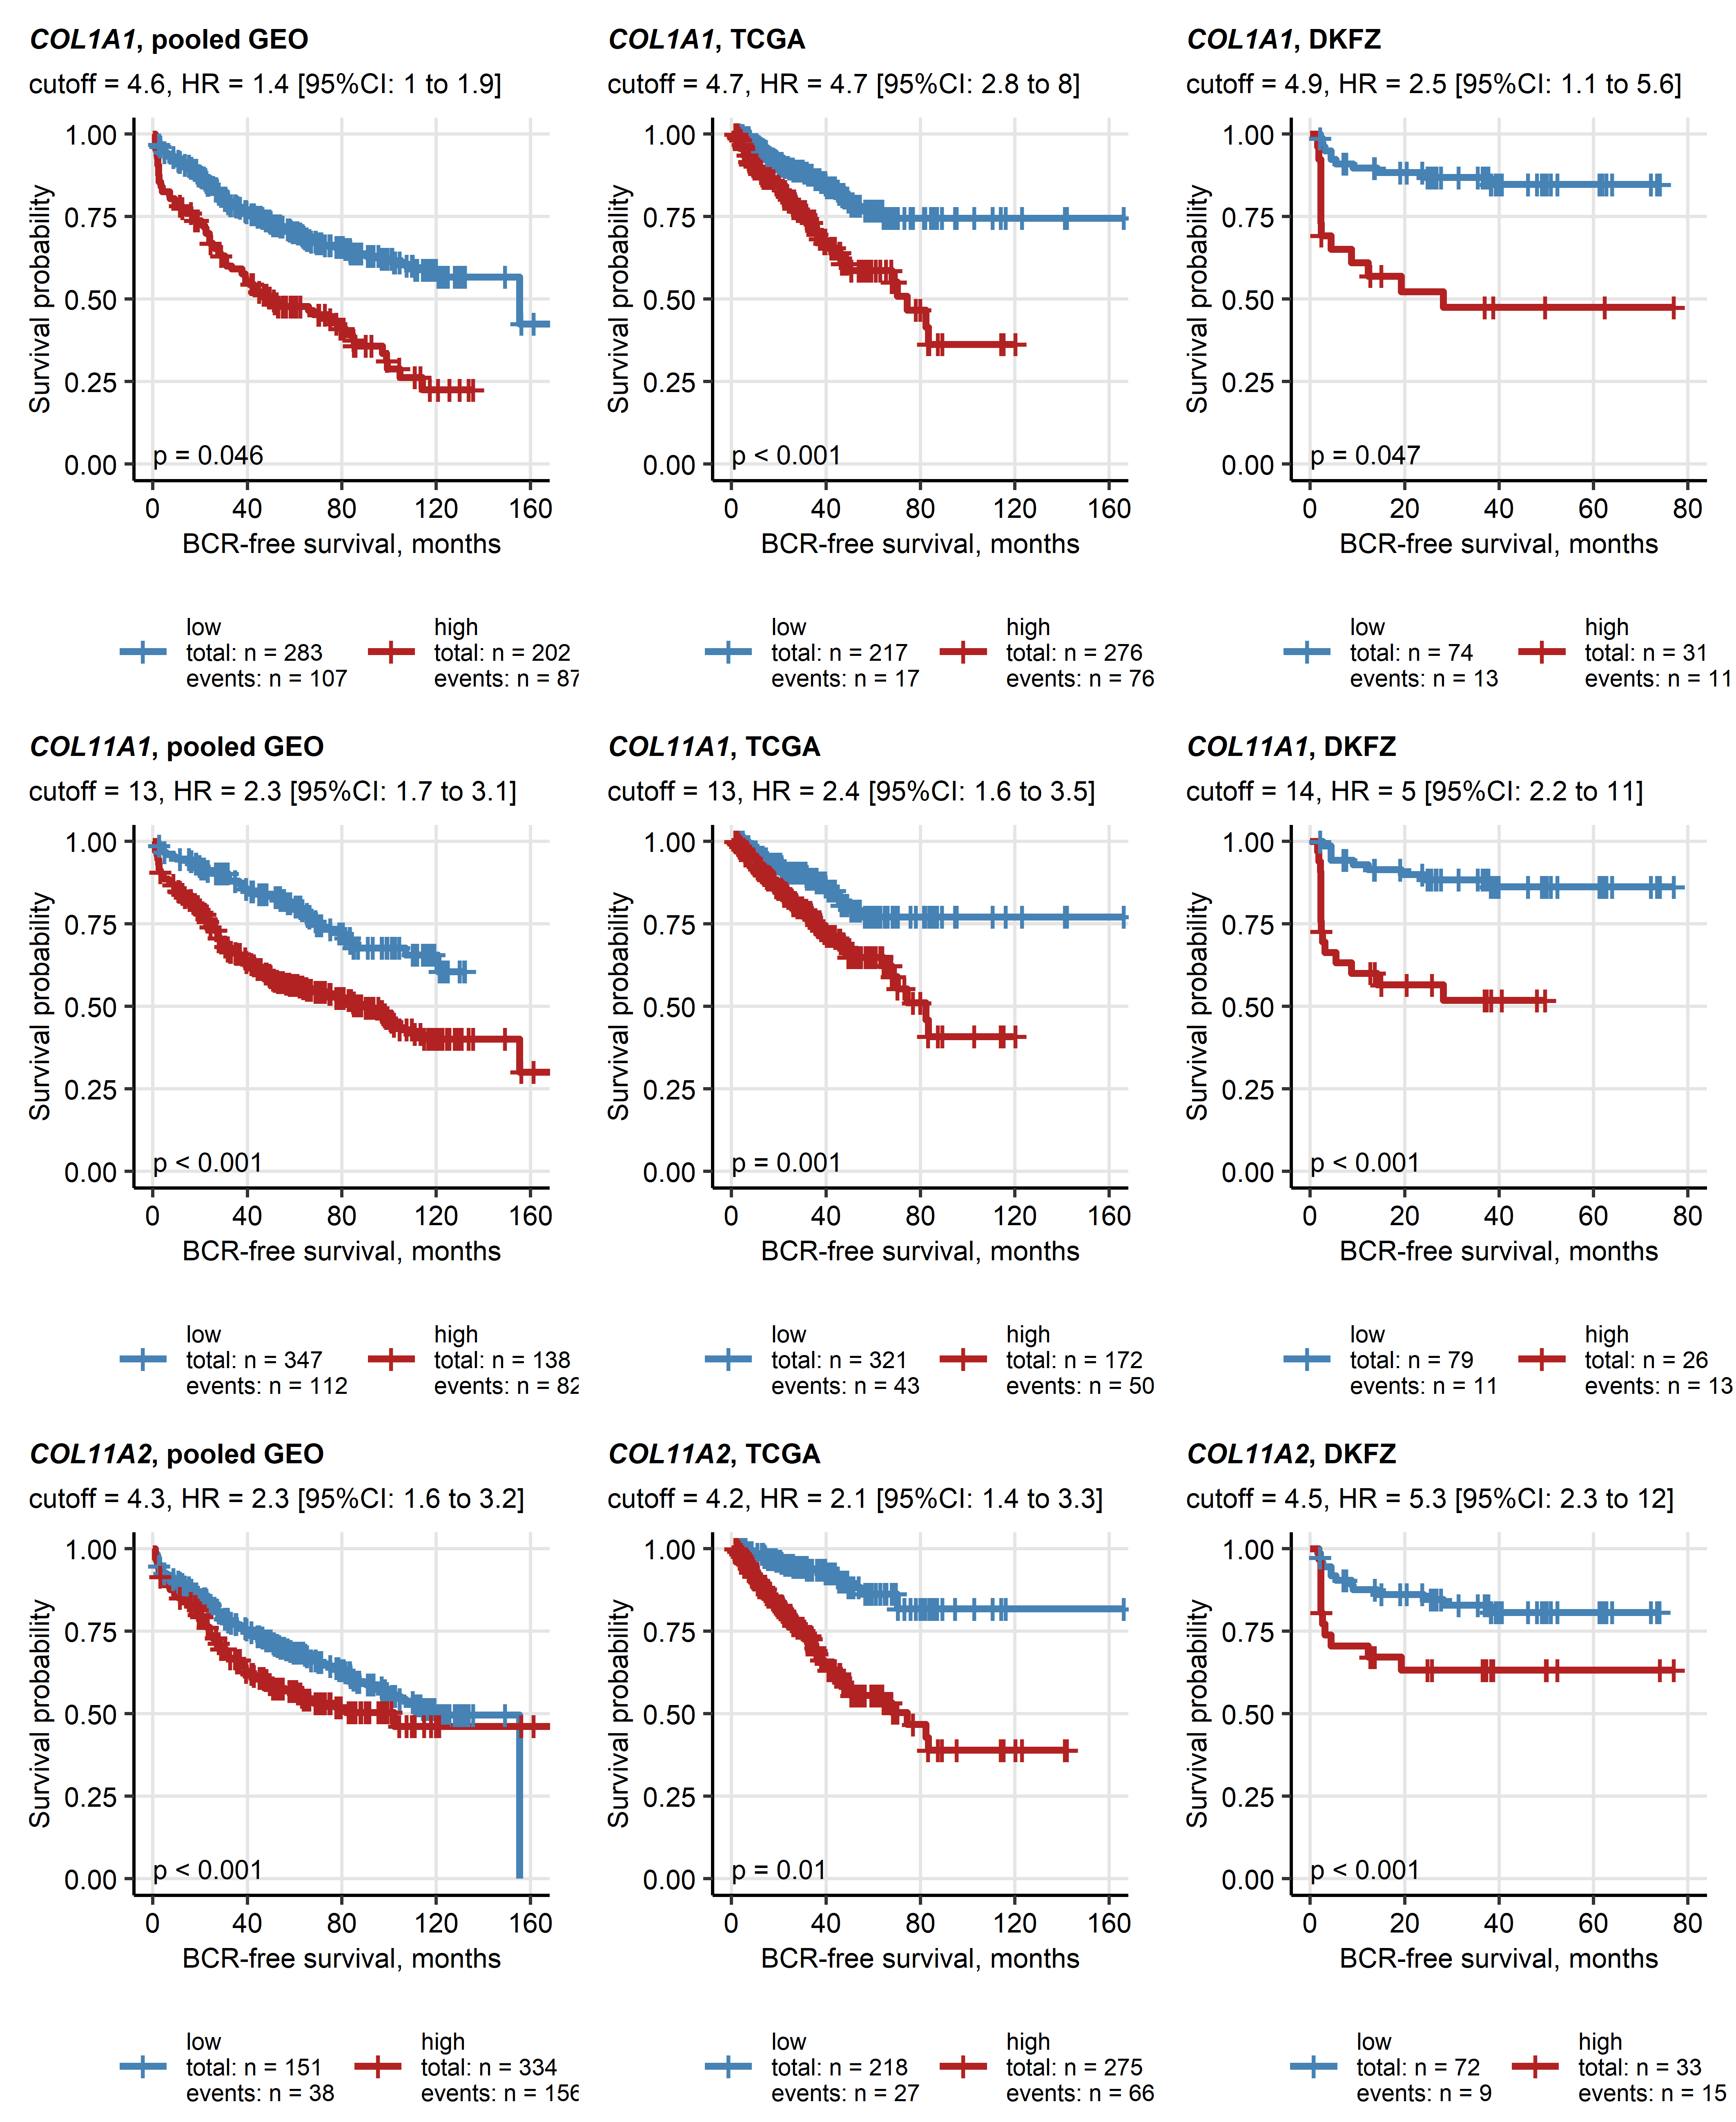 COL1A1, pooled GEO
cutoff = 4.6, HR = 1.4 [95%CI: 1 to 1.9]
Survival probability
1.00
0.75
0.50
0.25
0.00
p = 0.046
0 40 80 120 160
BCR-free survival, months
low
total: n = 283
events: n = 107
high
total: n = 202
events: n = 87
COL1A1, TCGA
cutoff = 4.7, HR = 4.7 [95%CI: 2.8 to 8]
Survival probability
1.00
0.75
0.50
0.25
0.00
p < 0.001
0 40 80 120 160
BCR-free survival, months
low
total: n = 217
events: n = 17
high
total: n = 276
events: n = 76
COL1A1, DKFZ
cutoff = 4.9, HR = 2.5 [95%CI: 1.1 to 5.6]
Survival probability
1.00
0.75
0.50
0.25
0.00
p = 0.047
0 20 40 60 80
BCR-free survival, months
low
total: n = 74
events: n = 13
high
total: n = 31
events: n = 11
COL11A1, pooled GEO
cutoff = 13, HR = 2.3 [95%CI: 1.7 to 3.1]
Survival probability
1.00
0.75
0.50
0.25
0.00
p < 0.001
0 40 80 120 160
BCR-free survival, months
low
total: n = 347
events: n = 112
high
total: n = 138
events: n = 82
COL11A1, TCGA
cutoff = 13, HR = 2.4 [95%CI: 1.6 to 3.5]
Survival probability
1.00
0.75
0.50
0.25
0.00
p = 0.001
0 40 80 120 160
BCR-free survival, months
low
total: n = 321
events: n = 43
high
total: n = 172
events: n = 50
COL11A1, DKFZ
cutoff = 14, HR = 5 [95%CI: 2.2 to 11]
Survival probability
1.00
0.75
0.50
0.25
0.00
p < 0.001
0 20 40 60 80
BCR-free survival, months
low
total: n = 79
events: n = 11
high
total: n = 26
events: n = 13
COL11A2, pooled GEO
cutoff = 4.3, HR = 2.3 [95%CI: 1.6 to 3.2]
Survival probability
1.00
0.75
0.50
0.25
0.00
p < 0.001
0 40 80 120 160
BCR-free survival, months
low
total: n = 151
events: n = 38
high
total: n = 334
events: n = 156
COL11A2, TCGA
cutoff = 4.2, HR = 2.1 [95%CI: 1.4 to 3.3]
Survival probability
1.00
0.75
0.50
0.25
0.00
p = 0.01
0 40 80 120 160
BCR-free survival, months
low
total: n = 218
events: n = 27
high
total: n = 275
events: n = 66
COL11A2, DKFZ
cutoff = 4.5, HR = 5.3 [95%CI: 2.3 to 12]
Survival probability
1.00
0.75
0.50
0.25
0.00
p < 0.001
0 20 40 60 80
BCR-free survival, months
low
total: n = 72
events: n = 9
high
total: n = 33
events: n = 15